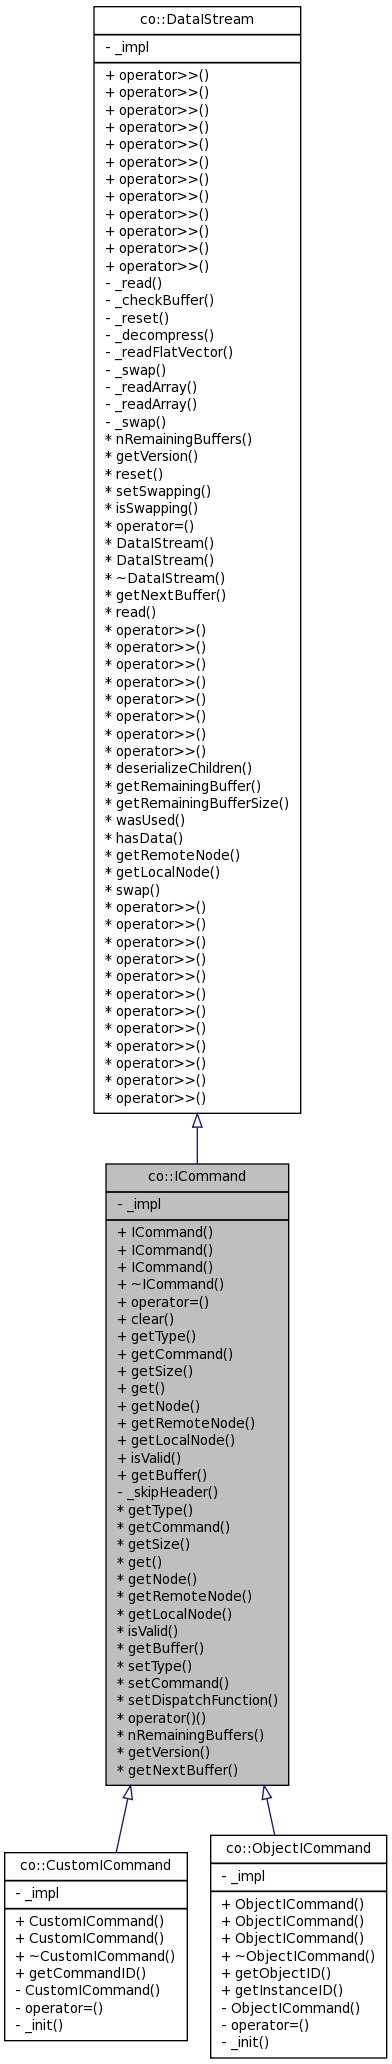 co::DataIStream
- _impl
+ operator>>()
+ operator>>()
+ operator>>()
+ operator>>()
+ operator>>()
+ operator>>()
+ operator>>()
+ operator>>()
+ operator>>()
+ operator>>()
+ operator>>()
+ operator>>()
- _read()
- _checkBuffer()
- _reset()
- _decompress()
- _readFlatVector()
- _swap()
- _readArray()
- _readArray()
- _swap()
* nRemainingBuffers()
* getVersion()
* reset()
* setSwapping()
* isSwapping()
* operator=()
* DataIStream()
* DataIStream()
* ~DataIStream()
* getNextBuffer()
* read()
* operator>>()
* operator>>()
* operator>>()
* operator>>()
* operator>>()
* operator>>()
* operator>>()
* operator>>()
* deserializeChildren()
* getRemainingBuffer()
* getRemainingBufferSize()
* wasUsed()
* hasData()
* getRemoteNode()
* getLocalNode()
* swap()
* operator>>()
* operator>>()
* operator>>()
* operator>>()
* operator>>()
* operator>>()
* operator>>()
* operator>>()
* operator>>()
* operator>>()
* operator>>()
* operator>>()
co::ICommand
- _impl
+ ICommand()
+ ICommand()
+ ICommand()
+ ~ICommand()
+ operator=()
+ clear()
+ getType()
+ getCommand()
+ getSize()
+ get()
+ getNode()
+ getRemoteNode()
+ getLocalNode()
+ isValid()
+ getBuffer()
- _skipHeader()
* getType()
* getCommand()
* getSize()
* get()
* getNode()
* getRemoteNode()
* getLocalNode()
* isValid()
* getBuffer()
* setType()
* setCommand()
* setDispatchFunction()
* operator()()
* nRemainingBuffers()
* getVersion()
* getNextBuffer()
co::CustomICommand
- _impl
+ CustomICommand()
+ CustomICommand()
+ ~CustomICommand()
+ getCommandID()
- CustomICommand()
- operator=()
- _init()
co::ObjectICommand
- _impl
+ ObjectICommand()
+ ObjectICommand()
+ ObjectICommand()
+ ~ObjectICommand()
+ getObjectID()
+ getInstanceID()
- ObjectICommand()
- operator=()
- _init()